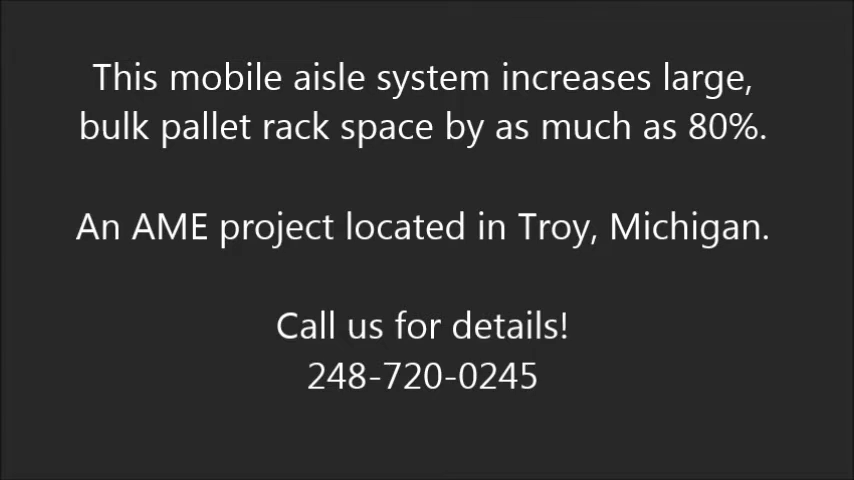 This mobile aisle system increases large,
bulk pallet rack space by as much as 80%.
An AME project located in Troy, Michigan.
Call us for details!
248-720-0245